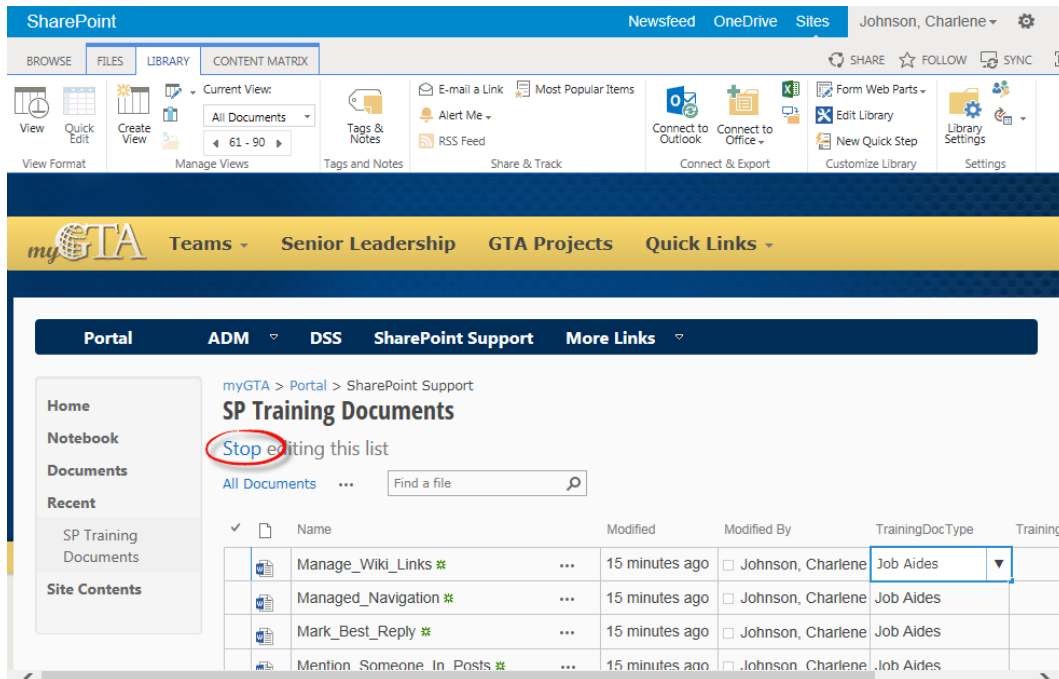 SharePoint Newsfeed OneDrive Sites Johnson, Charlene
BROWSE FILES LIBRARY CONTENT MATRIX SHARE FOLLOW SYNC
View
Quick Edit
Create View
Current View:
All Documents
61 - 90
Tags & Notes
E-mail a Link Most Popular Items
Alert Me
RSS Feed
Connect to Outlook
Connect to Office
Form Web Parts
Edit Library
New Quick Step
Library Settings
View Format Manage Views Tags and Notes Share & Track Connect & Export Customize Library Settings
myGTA Teams Senior Leadership GTA Projects Quick Links
Portal ADM DSS SharePoint Support More Links
Home
Notebook
Documents
Recent
SP Training
Documents
Site Contents
myGTA > Portal > SharePoint Support
SP Training Documents
Stop editing this list
All Documents ... Find a file
Name Modified Modified By TrainingDocType Training
Manage_Wiki_Links ... 15 minutes ago Johnson, Charlene Job Aides
Managed_Navigation ... 15 minutes ago Johnson, Charlene Job Aides
Mark_Best_Reply ... 15 minutes ago Johnson, Charlene Job Aides
Mention_Someone_In_Posts ... 15 minutes ago Johnson, Charlene Job Aides